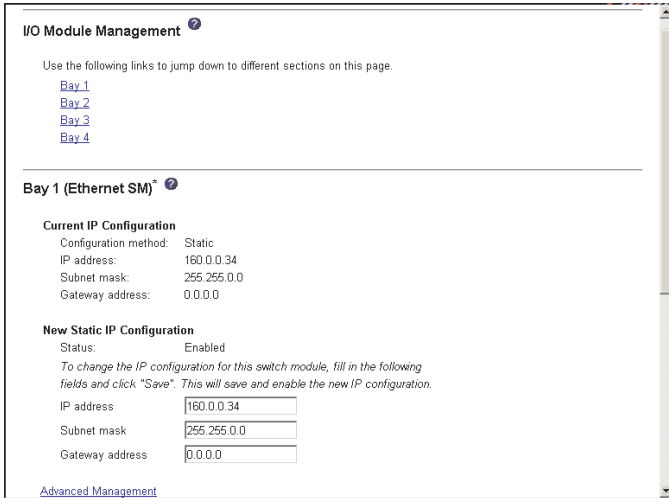 I/O Module Management ?
Use the following links to jump down to different sections on this page.
Bay 1
Bay 2
Bay 3
Bay 4
Bay 1 (Ethernet SM)* ?
Current IP Configuration
Configuration method: Static
IP address: 160.0.0.34
Subnet mask: 255.255.0.0
Gateway address: 0.0.0.0
New Static IP Configuration
Status: Enabled
To change the IP configuration for this switch module, fill in the following
fields and click "Save". This will save and enable the new IP configuration.
IP address 160.0.0.34
Subnet mask 255.255.0.0
Gateway address 0.0.0.0
Advanced Management